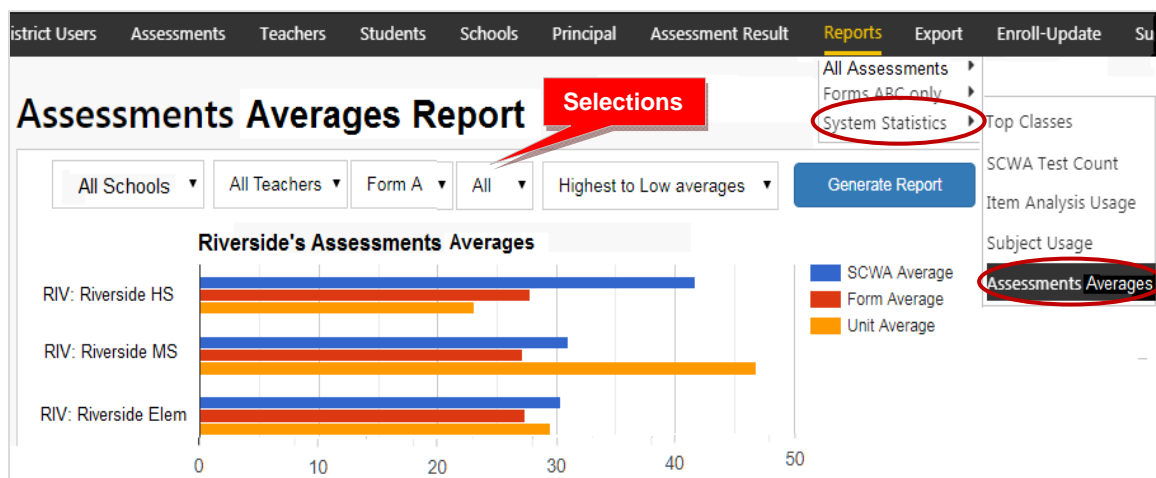 istrict Users Assessments Teachers Students Schools Principal Assessment Result Reports Export Enroll-Update Su
All Assessments
Forms ABC only
System Statistics
Top Classes
SCWA Test Count
Item Analysis Usage
Subject Usage
Assessments Averages
Assessments Averages Report
Selections
All Schools All Teachers Form A All Highest to Low averages Generate Report
Riverside's Assessments Averages
SCWA Average
Form Average
Unit Average
RIV: Riverside HS
RIV: Riverside MS
RIV: Riverside Elem
0 10 20 30 40 50